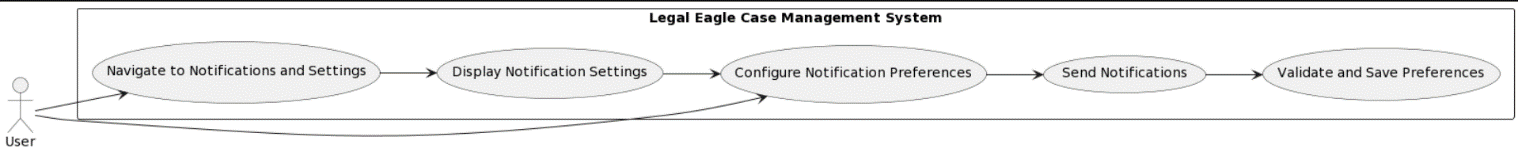 Legal Eagle Case Management System
Navigate to Notifications and Settings
Display Notification Settings
Configure Notification Preferences
Send Notifications
Validate and Save Preferences
User